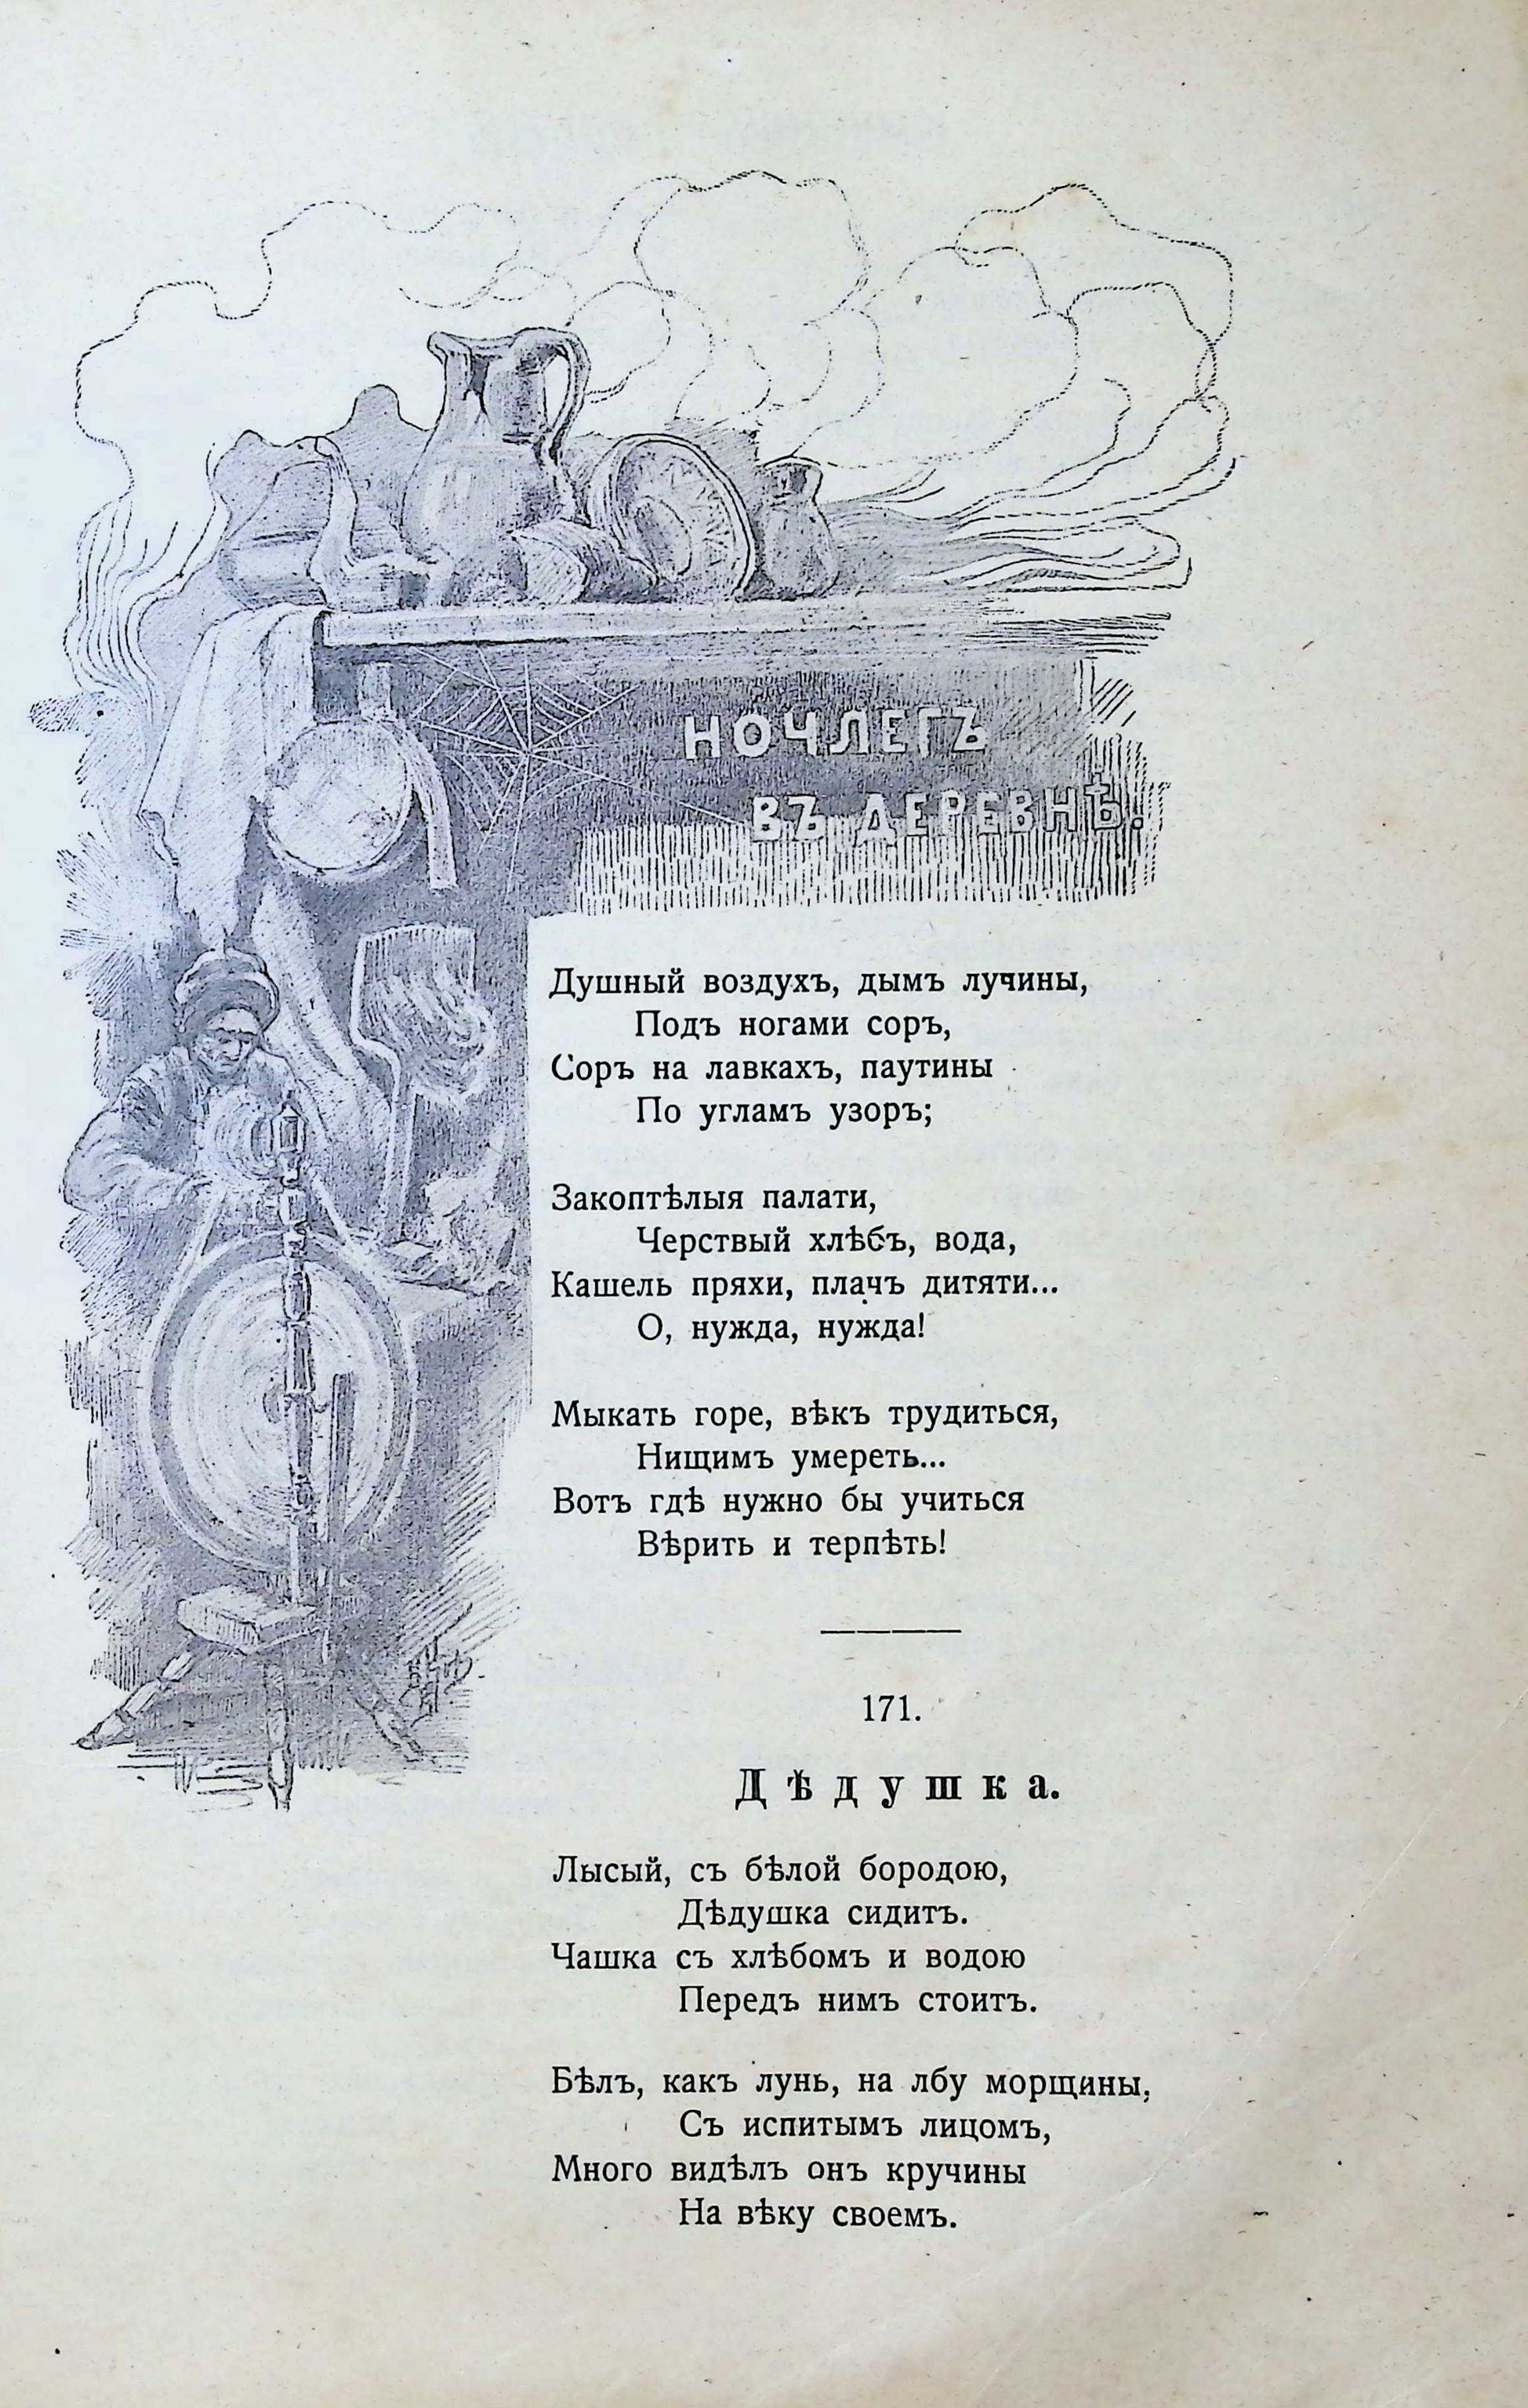 НОЧЛЕГЪ
ВЪ ДЕРЕВНѢ.
Душный воздухъ, дымъ лучины,
Подъ ногами соръ,
Соръ на лавкахъ, паутины
По угламъ узоръ;
Закоптѣлыя палати,
Черствый хлѣбъ, вода,
Кашель пряхи, плачъ дитяти...
О, нужда, нужда!
Мыкать горе, вѣкъ трудиться,
Нищимъ умереть...
Вотъ гдѣ нужно бы учиться
Вѣрить и терпѣть!
171.
Дѣдушка.
Лысый, съ бѣлой бородою,
Дѣдушка сидитъ.
Чашка съ хлѣбомъ и водою
Передъ нимъ стоитъ.
Бѣлъ, какъ лунь, на лбу морщины,
Съ испитымъ лицомъ,
Много видѣлъ онъ кручины
На вѣку своемъ.